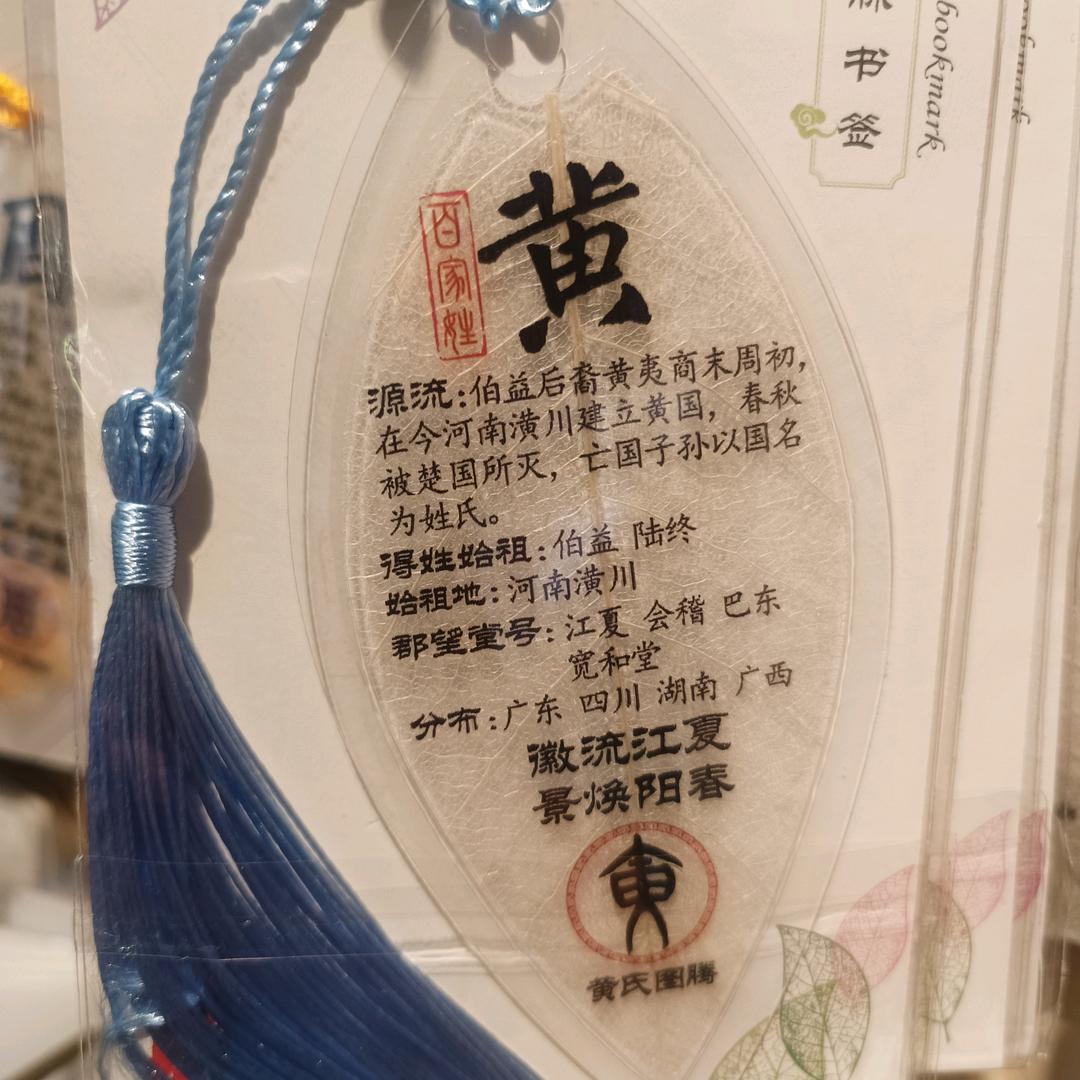 书签
bookmark
黄
百家姓
源流:伯益后裔黄夷商末周初,
在今河南潢川建立黄国,春秋
被楚国所灭,亡国子孙以国名
为姓氏。
得姓始祖:伯益 陆终
始祖地:河南潢川
郡望堂号:江夏 会稽 巴东
宽和堂
分布:广东 四川 湖南 广西
徽流江夏
景焕阳春
黄氏图腾